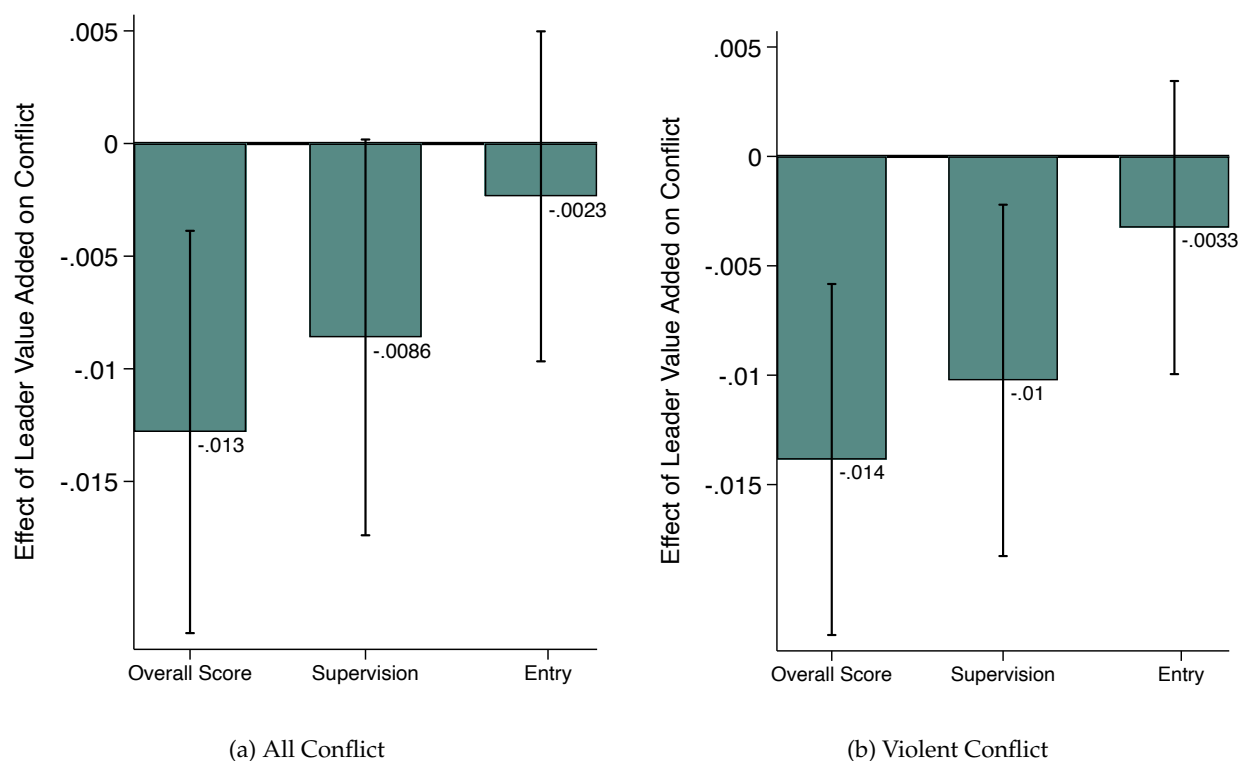 Effect of Leader Value Added on Conflict
.005
0
-.005
-.01
-.015
-.013
-.0086
-.0023
Overall Score
Supervision
Entry
(a) All Conflict
Effect of Leader Value Added on Conflict
.005
0
-.005
-.01
-.015
-.014
-.01
-.0033
Overall Score
Supervision
Entry
(b) Violent Conflict